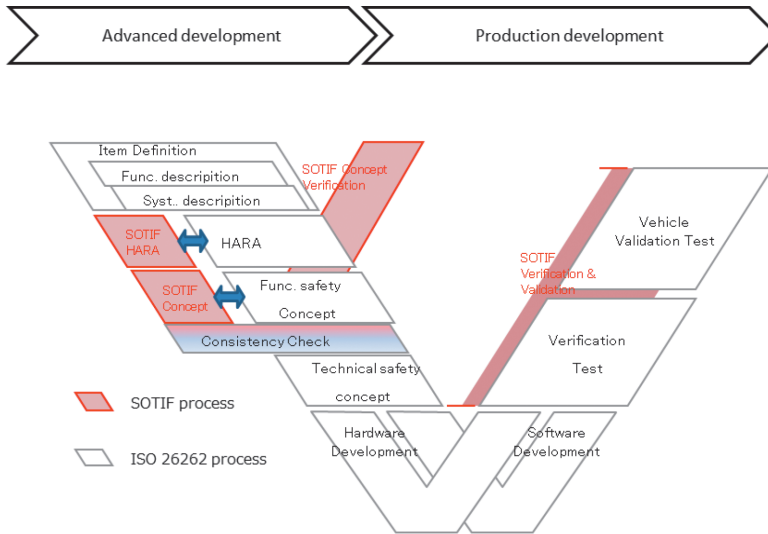 Advanced development
Production development
Item Definition
Func. descripition
Syst.. descripition
SOTIF Concept
Verification
SOTIF
HARA
HARA
SOTIF
Concept
Func. safety
Concept
Consistency Check
Technical safety
concept
Hardware
Development
Software
Development
SOTIF
Verification &
Validation
Vehicle
Validation Test
Verification
Test
SOTIF process
ISO 26262 process